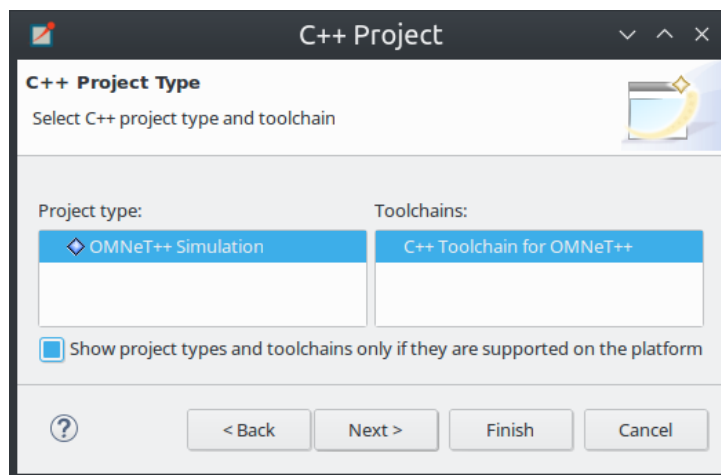 C++ Project
C++ Project Type
Select C++ project type and toolchain
Project type:
Toolchains:
OMNeT++ Simulation
C++ Toolchain for OMNeT++
Show project types and toolchains only if they are supported on the platform
?
< Back
Next >
Finish
Cancel